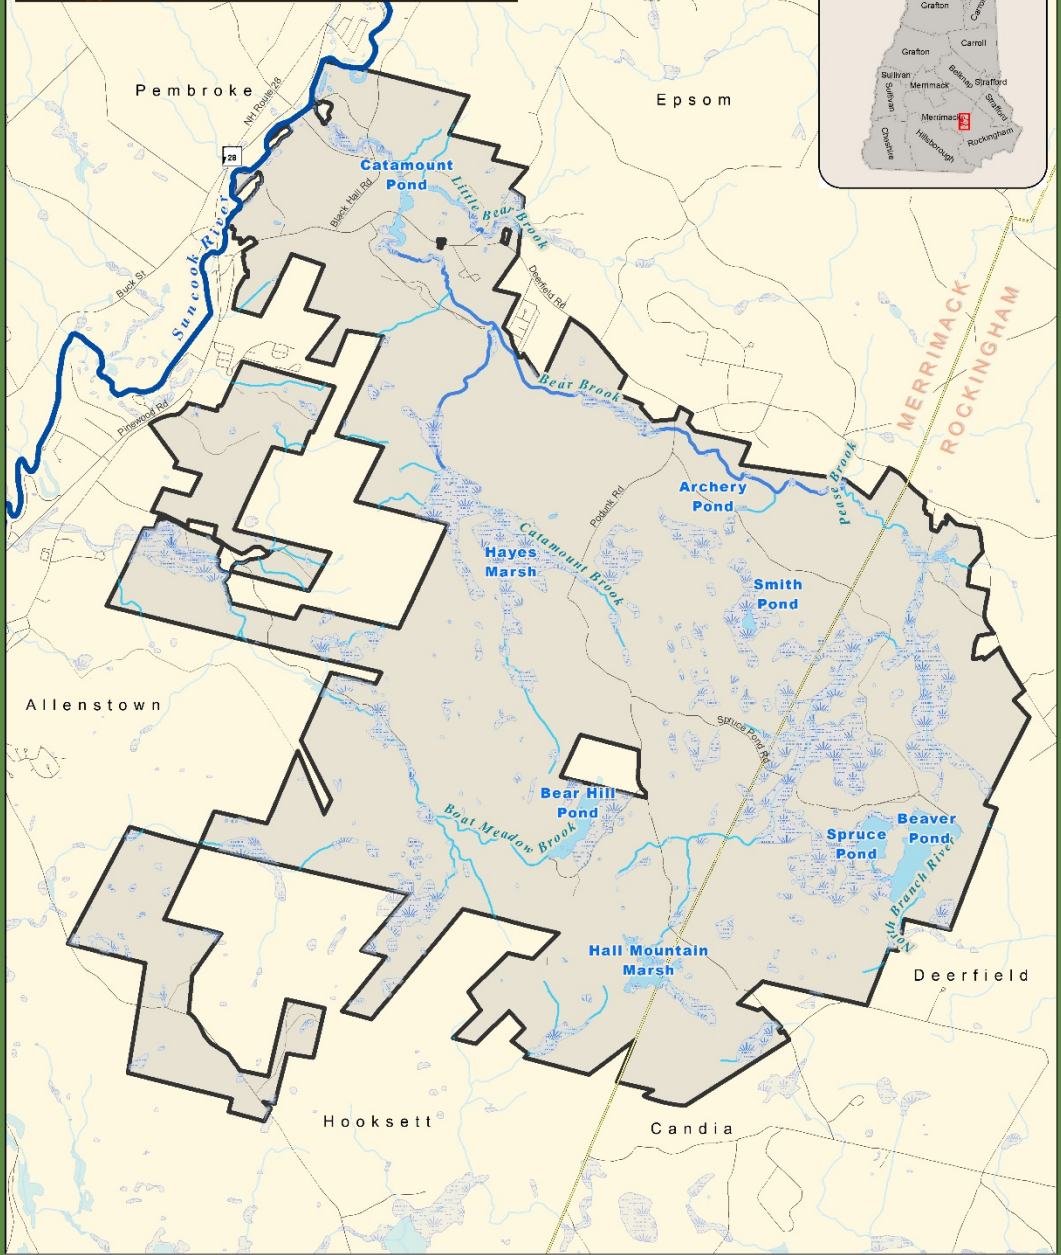 Grafton
Carro
Carroll
Grafton
Belknap
Sullivan
Strafford
Merrimack
Sullivan
Strafford
Merrimack
Rockingham
Hillsborough
Cheshire
Pembroke
NH Route 28
Epsom
28
Catamount
Pond
Black Hall Rd
Little Bear Brook
Suncook River
Buck St
Deerfield Rd
MERRIMACK
ROCKINGHAM
Bear Brook
Pinewood Rd
Pease Brook
Archery
Pond
Podunk Rd
Catamount Brook
Hayes
Marsh
Smith
Pond
Allenstown
Spruce Pond Rd
Bear Hill
Pond
Boat Meadow Brook
Beaver
Pond
Spruce
Pond
North Branch River
Hall Mountain
Marsh
Deerfield
Hooksett
Candia